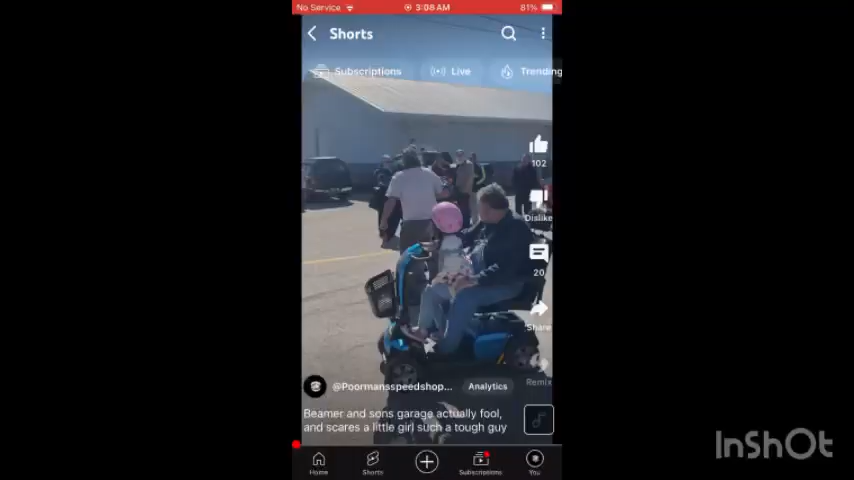 No Service 3:08 AM 81%
Shorts
Subscriptions Live Trending
102
Dislike
20
Share
Remix
@Poormansspeedshop... Analytics
Beamer and sons garage actually fool,
and scares a little girl such a tough guy
Home Shorts Subscriptions You
InShOt